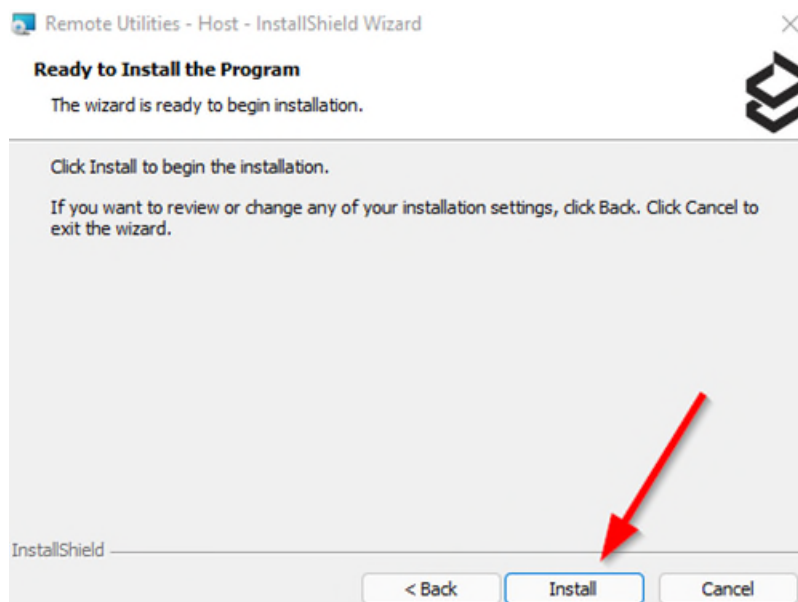 Remote Utilities - Host - InstallShield Wizard
Ready to Install the Program
The wizard is ready to begin installation.
Click Install to begin the installation.
If you want to review or change any of your installation settings, click Back. Click Cancel to
exit the wizard.
InstallShield
< Back
Install
Cancel